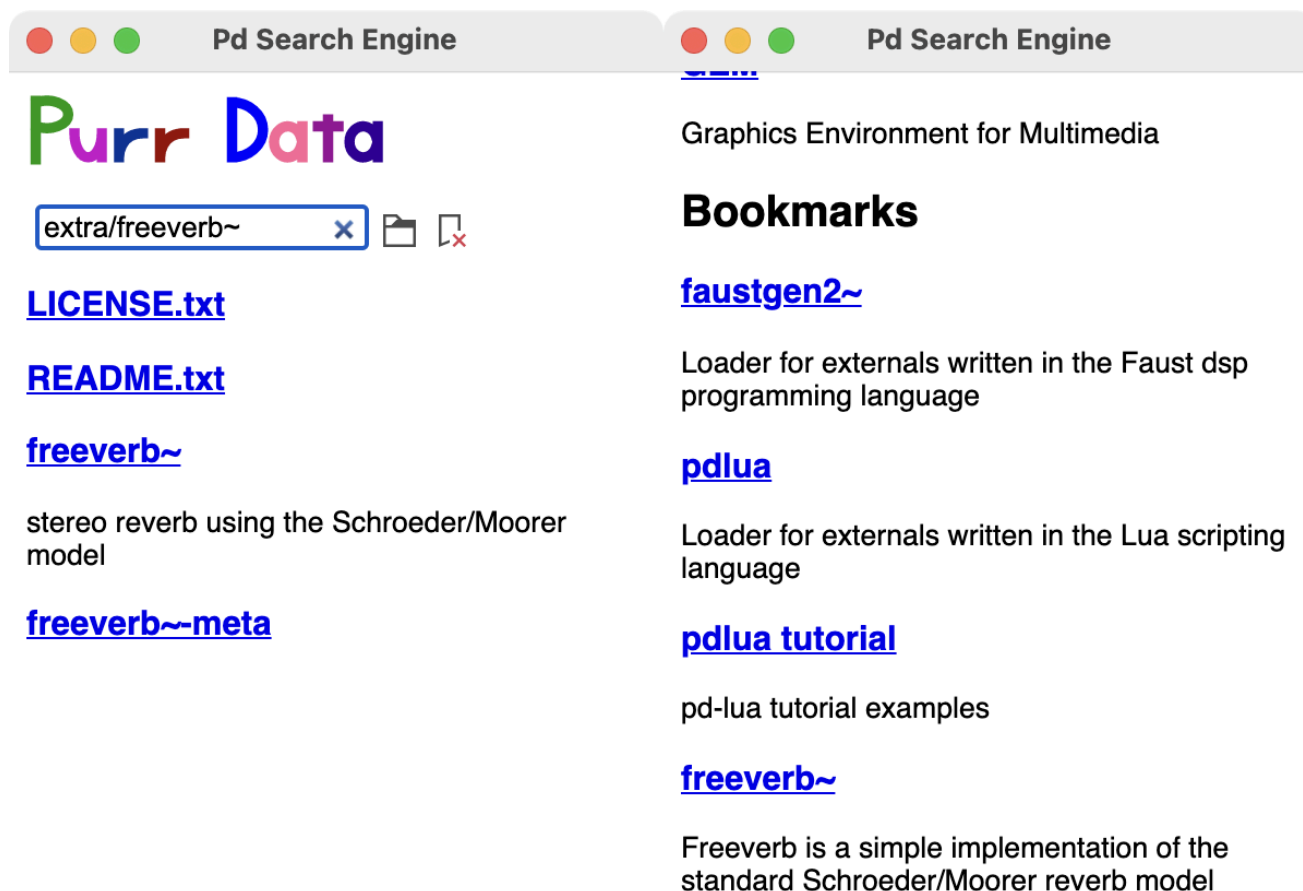 Pd Search Engine
Purr Data
extra/freeverb~
LICENSE.txt
README.txt
freeverb~
stereo reverb using the Schroeder/Moorer
model
freeverb~-meta
Pd Search Engine
GEM
Graphics Environment for Multimedia
Bookmarks
faustgen2~
Loader for externals written in the Faust dsp
programming language
pdlua
Loader for externals written in the Lua scripting
language
pdlua tutorial
pd-lua tutorial examples
freeverb~
Freeverb is a simple implementation of the
standard Schroeder/Moorer reverb model